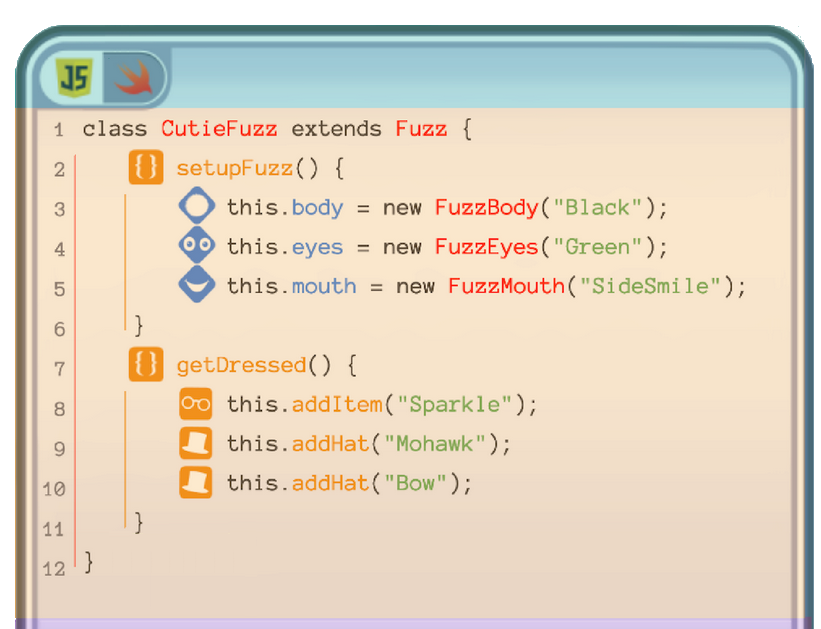 JS
1 class CutieFuzz extends Fuzz {
2 {} setupFuzz() {
3 this.body = new FuzzBody("Black");
4 this.eyes = new FuzzEyes("Green");
5 this.mouth = new FuzzMouth("SideSmile");
6 }
7 {} getDressed() {
8 this.addItem("Sparkle");
9 this.addHat("Mohawk");
10 this.addHat("Bow");
11 }
12 }